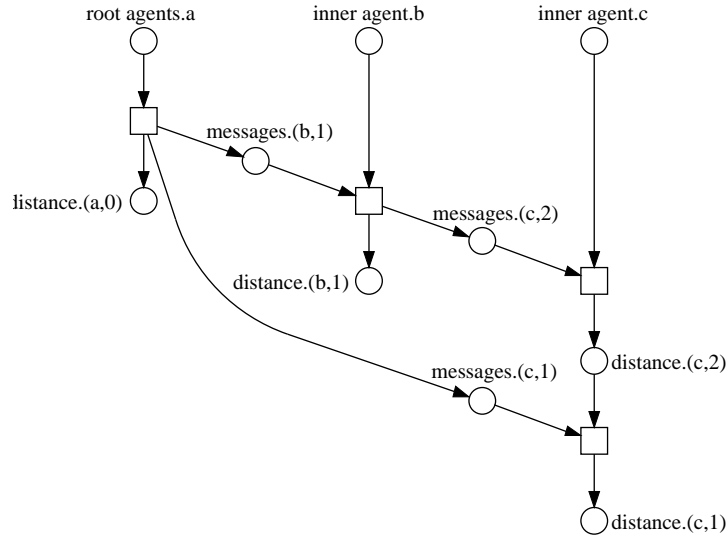 root agents.a inner agent.b inner agent.c
messages.(b,1)
distance.(a,0)
messages.(c,2)
distance.(b,1)
distance.(c,2)
messages.(c,1)
distance.(c,1)